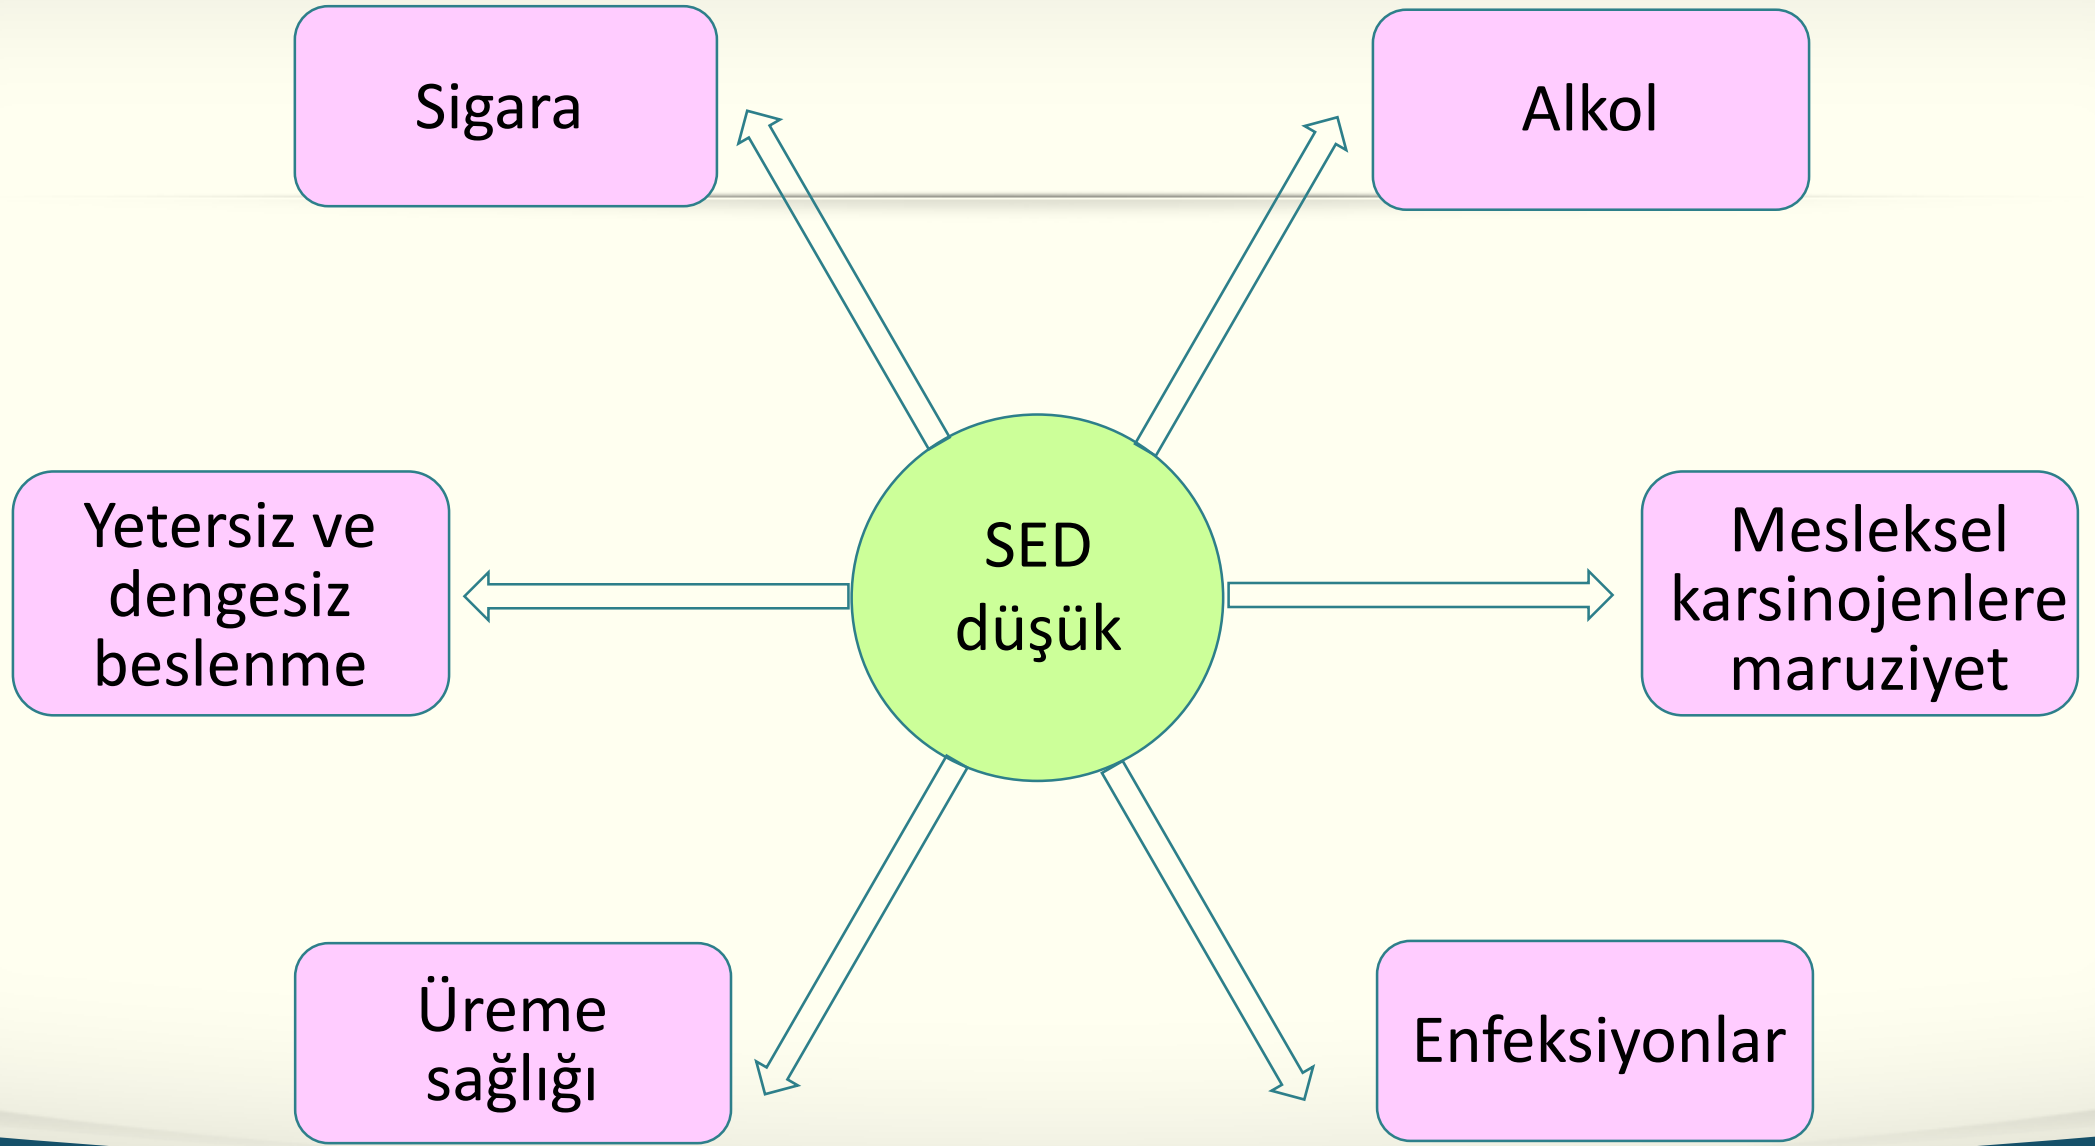 Sigara
Alkol
Yetersiz ve
dengesiz
beslenme
SED
düşük
Mesleksel
karsinojenlere
maruziyet
Üreme
sağlığı
Enfeksiyonlar